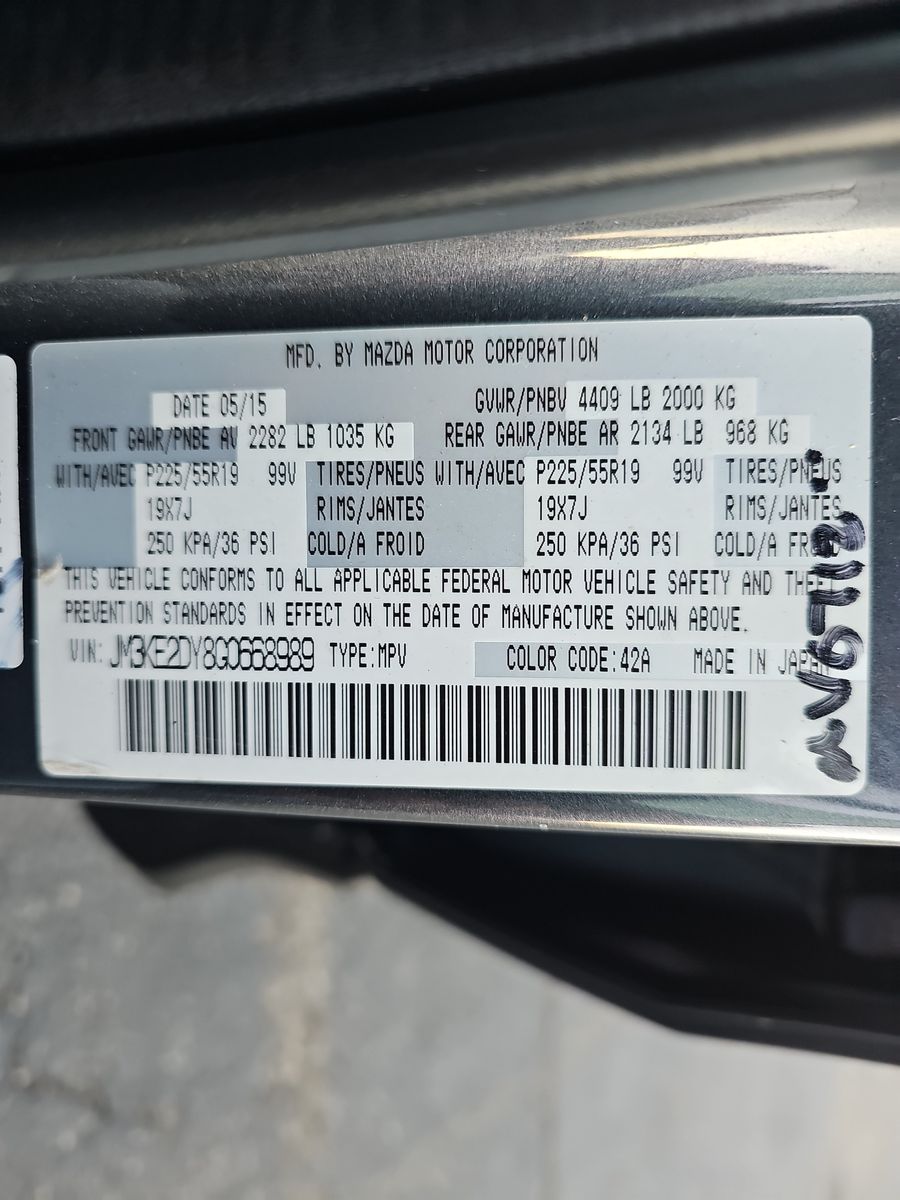 MFD. BY MAZDA MOTOR CORPORATION
DATE 05/15 GVWR/PNBV 4409 LB 2000 KG
FRONT GAWR/PNBE AV 2282 LB 1035 KG REAR GAWR/PNBE AR 2134 LB 968 KG
WITH/AVEC P225/55R19 99V TIRES/PNEUS WITH/AVEC P225/55R19 99V TIRES/PNEUS
19X7J RIMS/JANTES 19X7J RIMS/JANTES
250 KPA/36 PSI COLD/A FROID 250 KPA/36 PSI COLD/A FROID
THIS VEHICLE CONFORMS TO ALL APPLICABLE FEDERAL MOTOR VEHICLE SAFETY AND THEFT
PREVENTION STANDARDS IN EFFECT ON THE DATE OF MANUFACTURE SHOWN ABOVE.
VIN: JM3KE2DY8G0668989 TYPE:MPV COLOR CODE:42A MADE IN JAPAN